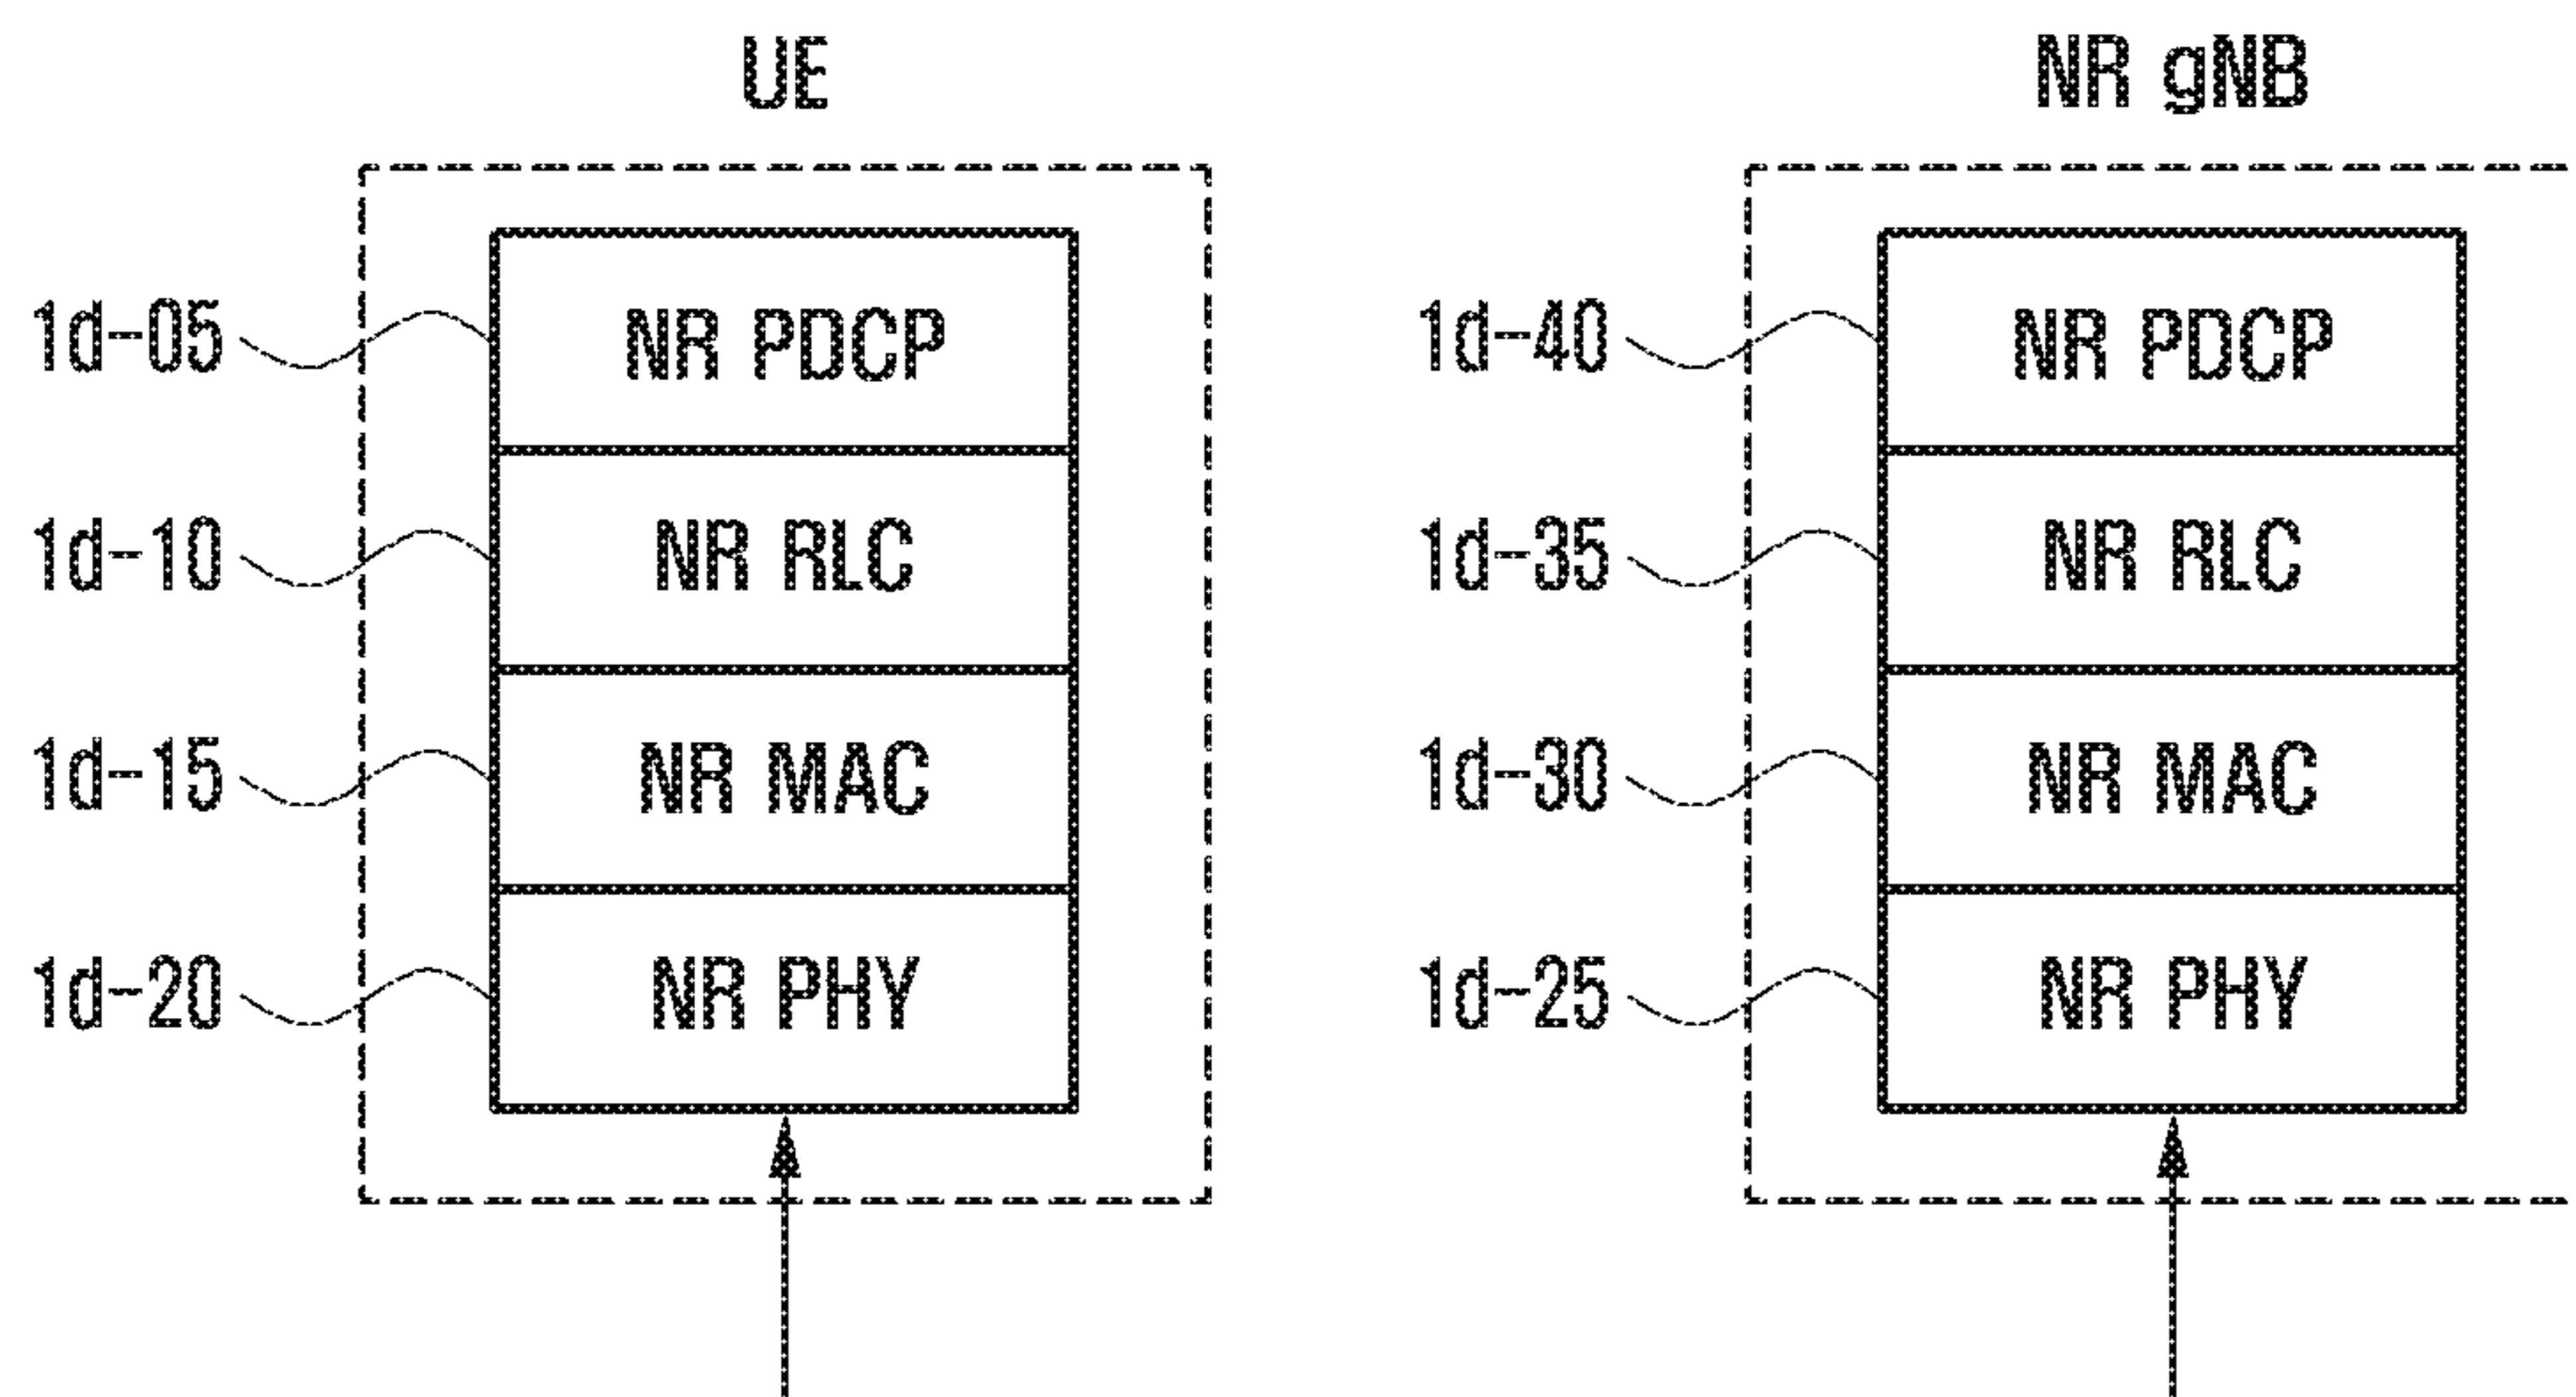 UE
NR gNB
1d-05
NR PDCP
1d-40
NR PDCP
1d-10
NR RLC
1d-35
NR RLC
1d-15
NR MAC
1d-30
NR MAC
1d-20
NR PHY
1d-25
NR PHY